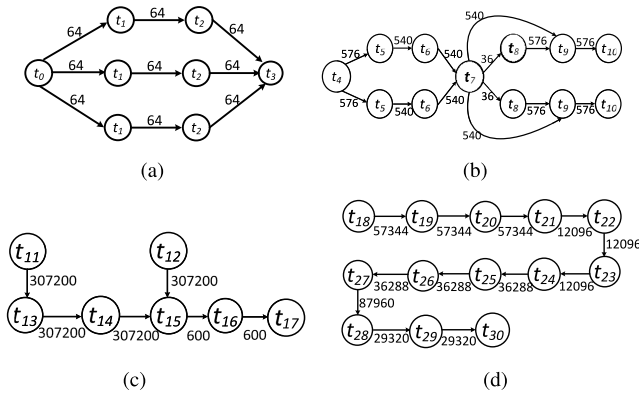 64
t₁ t₂
64 64
t₀ 64 t₁ 64 t₂ 64 t₃
64 64
t₁ 64 t₂
(a)
540
t₅ 540 t₆ t₈ 576 t₉ 576 t₁₀
576 540 36
t₄ t₇
576 540 36
t₅ 540 t₆ t₈ 576 t₉ 576 t₁₀
540
(b)
t₁₁ t₁₂
307200 307200
t₁₃ t₁₄ t₁₅ t₁₆ t₁₇
307200 307200 600 600
(c)
t₁₈ t₁₉ t₂₀ t₂₁ t₂₂
57344 57344 57344 12096
12096
t₂₇ t₂₆ t₂₅ t₂₄ t₂₃
36288 36288 36288 12096
87960
t₂₈ t₂₉ t₃₀
29320 29320
(d)